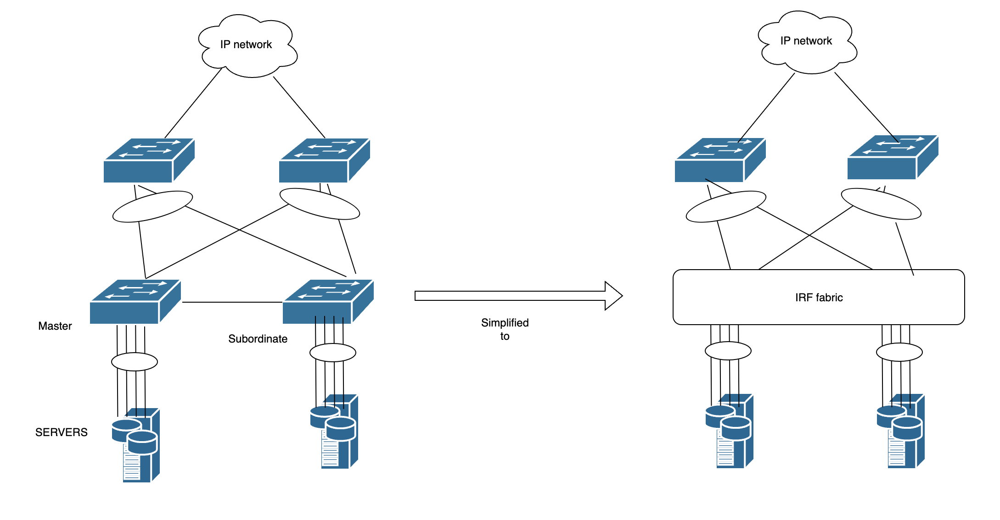 IP network
IP network
IRF fabric
Simplified
to
Master
Subordinate
SERVERS